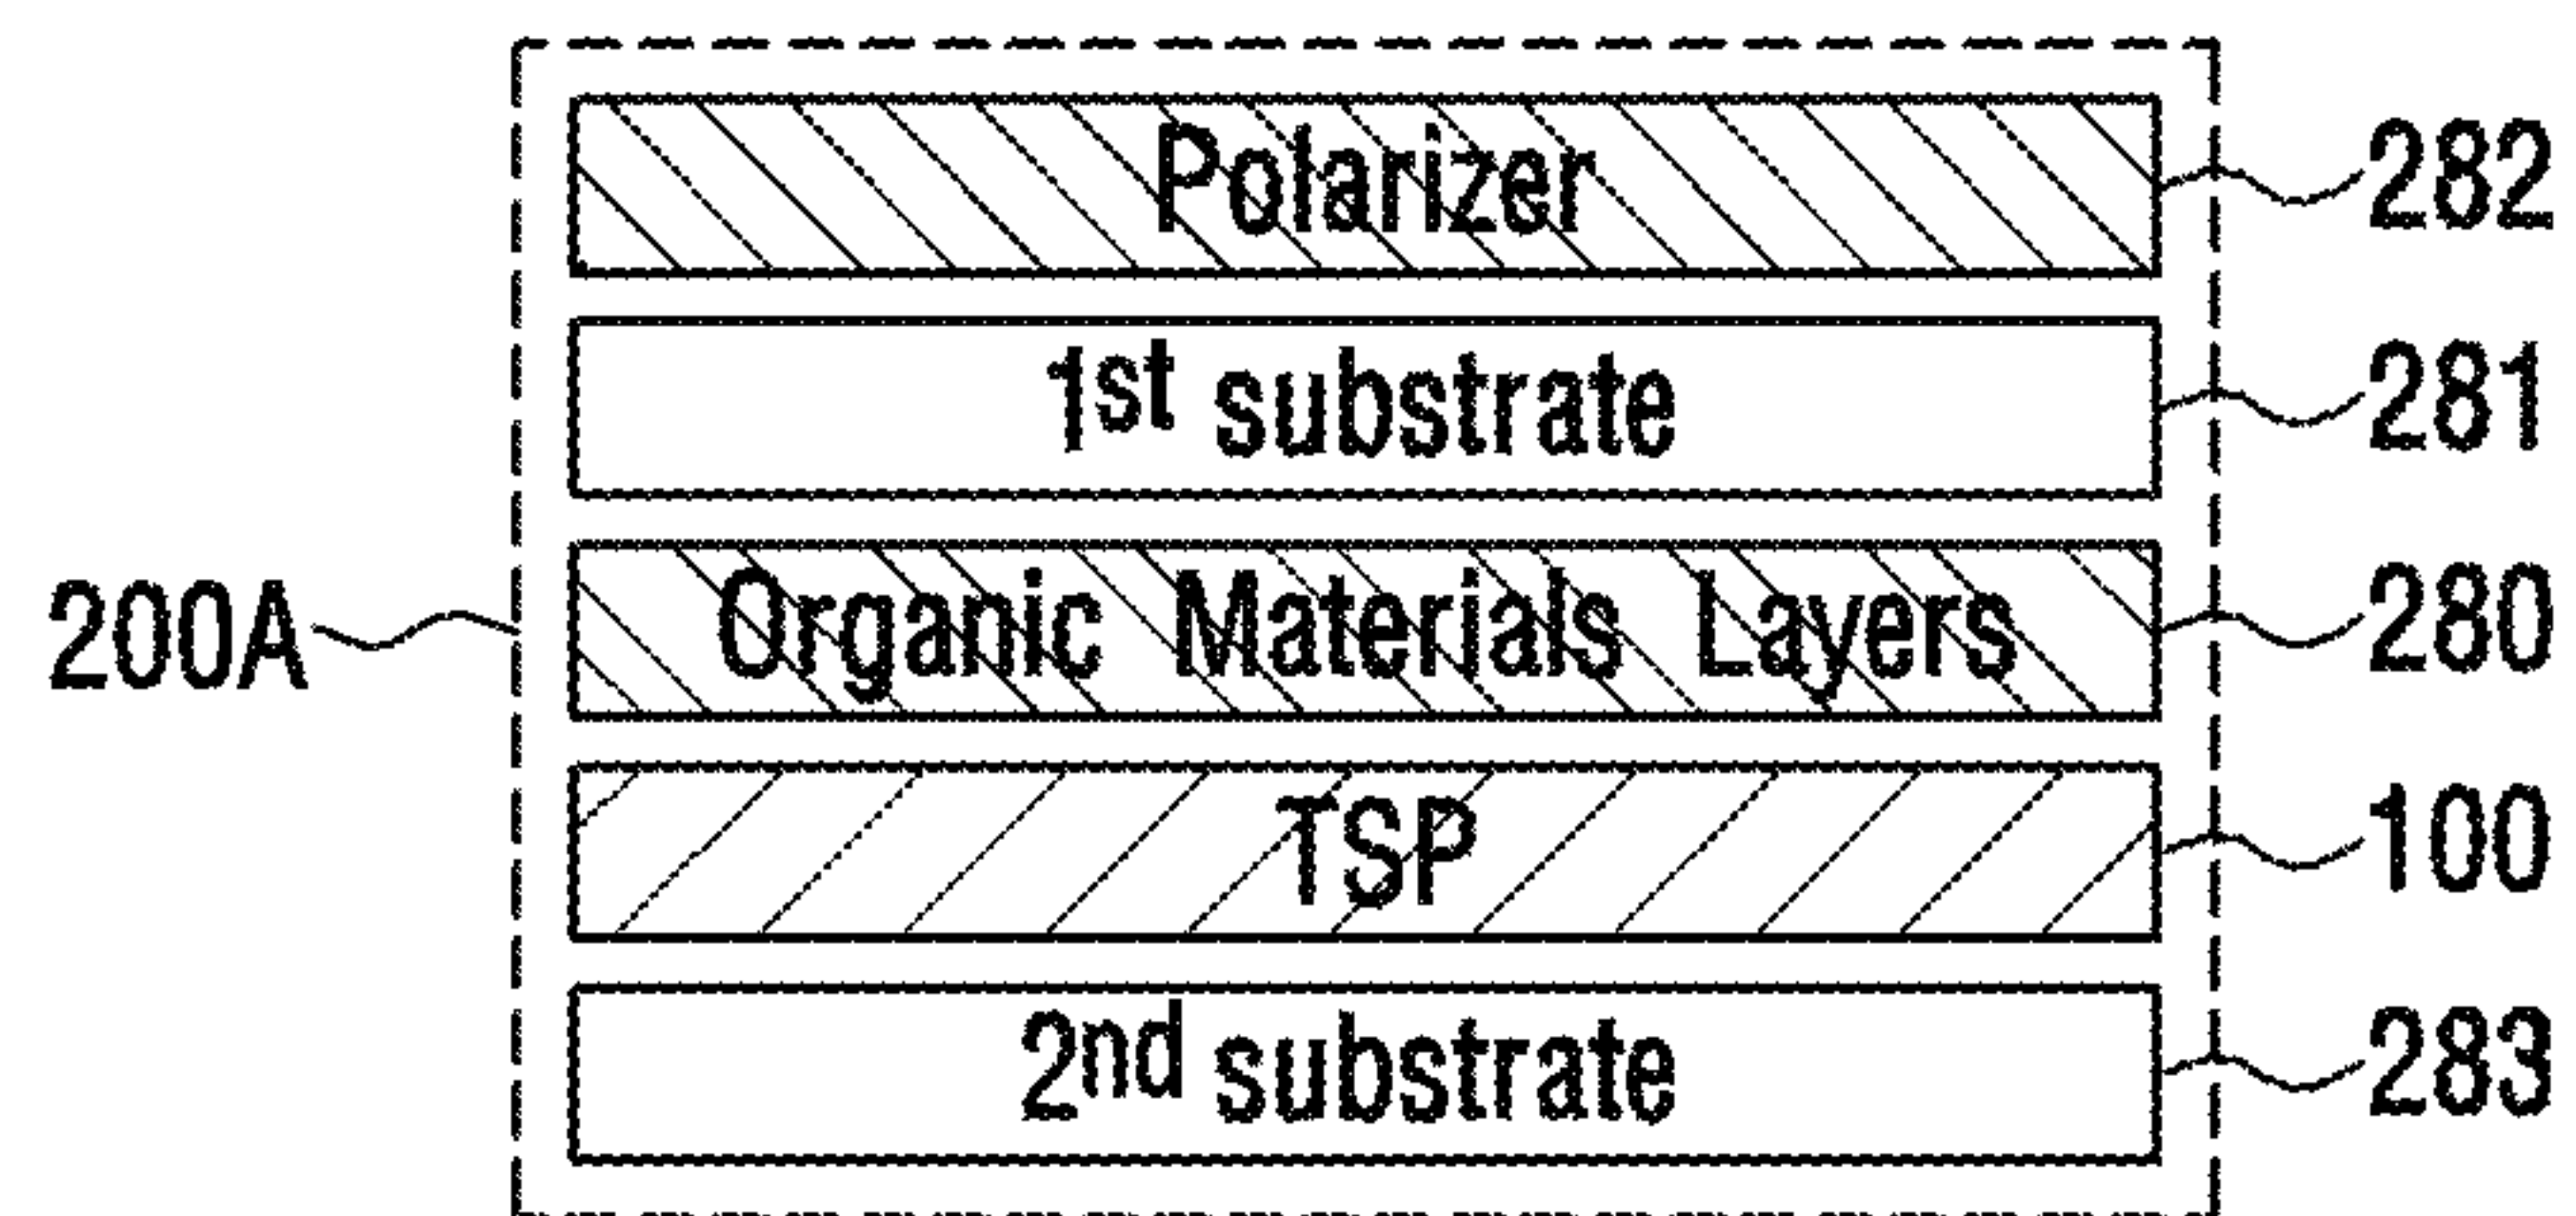 Polarizer 282
1st substrate 281
200A Organic Materials Layers 280
TSP 100
2nd substrate 283